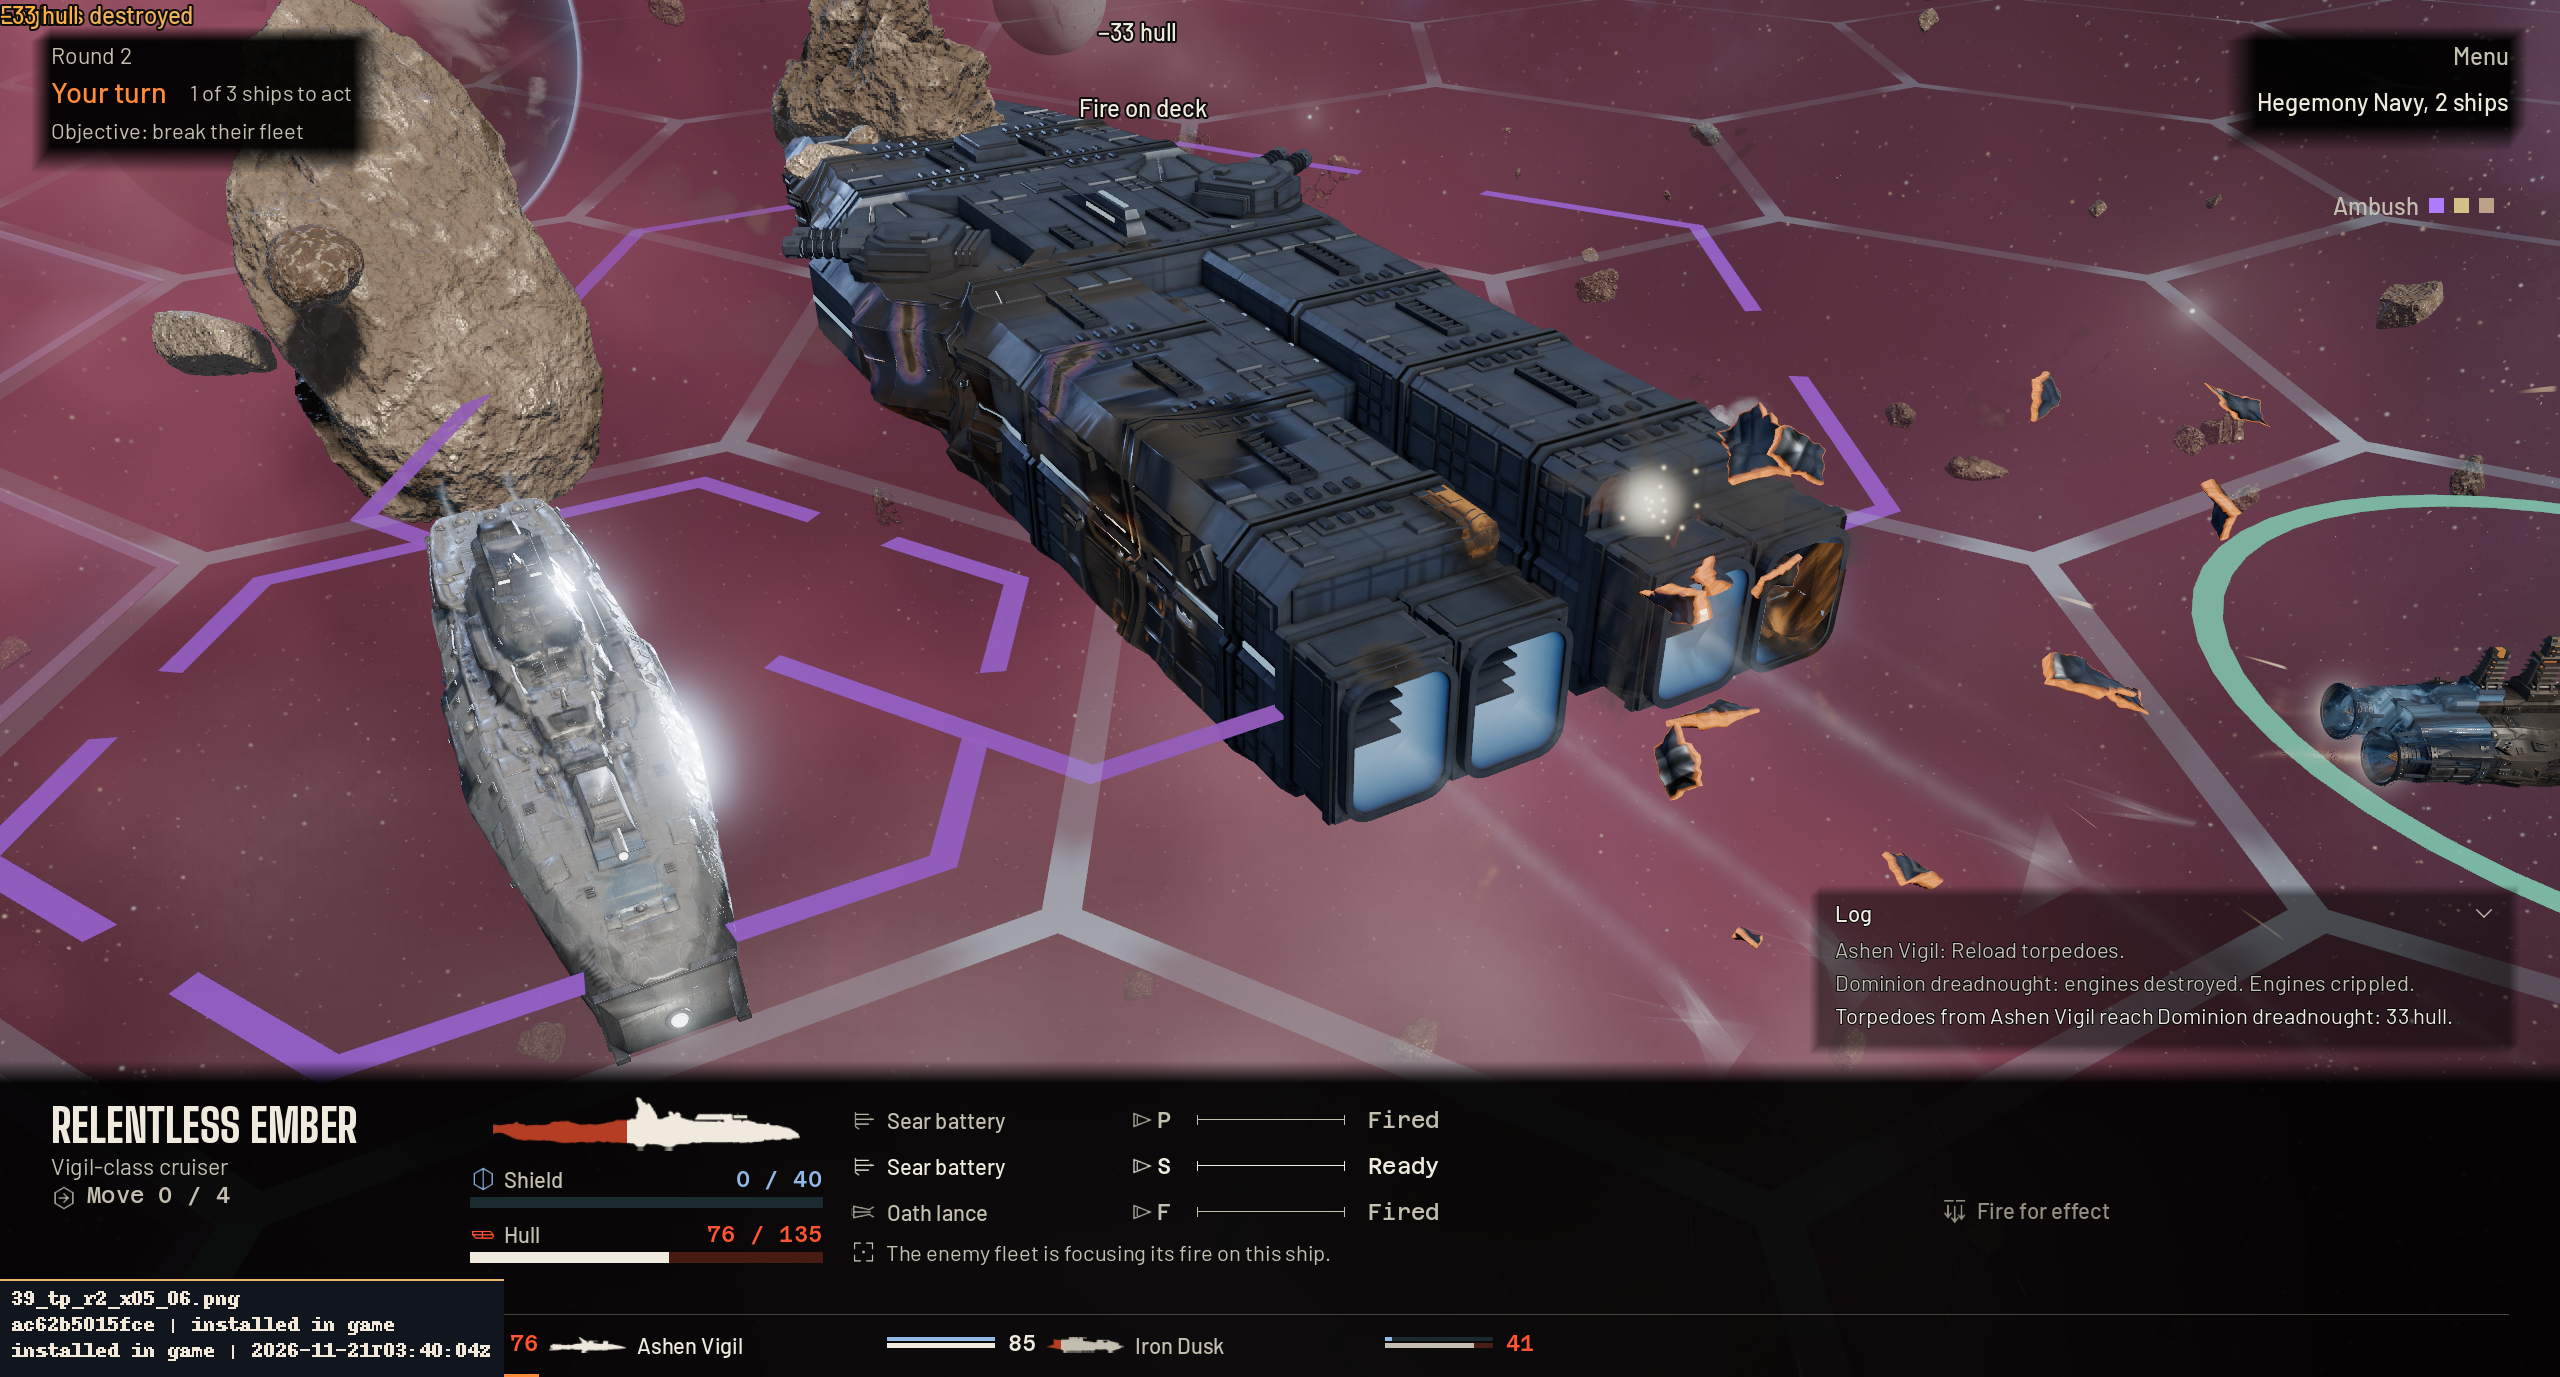 hull destroyed
Round 2
Your turn 1 of 3 ships to act
Objective: break their fleet
−33 hull
Fire on deck
Menu
Hegemony Navy, 2 ships
Ambush
Log
Ashen Vigil: Reload torpedoes.
Dominion dreadnought: engines destroyed. Engines crippled.
Torpedoes from Ashen Vigil reach Dominion dreadnought: 33 hull.
RELENTLESS EMBER
Vigil-class cruiser
Move 0 / 4
Shield 0 / 40
Hull 76 / 135
Sear battery P Fired
Sear battery S Ready
Oath lance F Fired
The enemy fleet is focusing its fire on this ship.
Fire for effect
39_tp_r2_x05_06.png
ac62b5015fce | installed in game
installed in game | 2026-11-21T03:40:04Z
76 Ashen Vigil 85 Iron Dusk 41